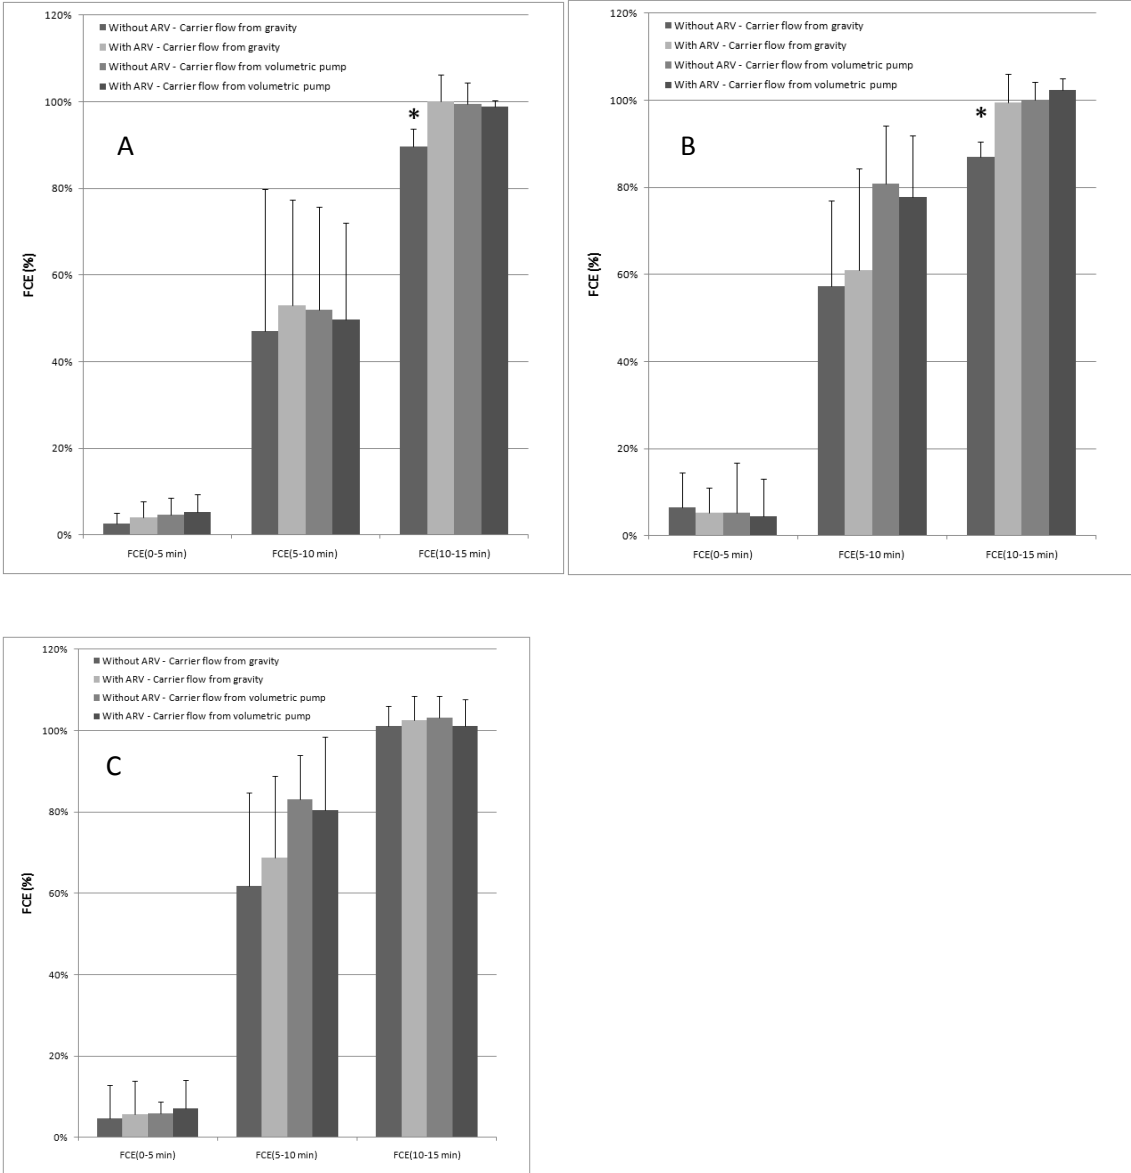 120%
100%
80%
60%
40%
20%
0%
FCE (%)
Without ARV - Carrier flow from gravity
With ARV - Carrier flow from gravity
Without ARV - Carrier flow from volumetric pump
With ARV - Carrier flow from volumetric pump
A
*
FCE(0-5 min)
FCE(5-10 min)
FCE(10-15 min)
120%
100%
80%
60%
40%
20%
0%
FCE (%)
Without ARV - Carrier flow from gravity
With ARV - Carrier flow from gravity
Without ARV - Carrier flow from volumetric pump
With ARV - Carrier flow from volumetric pump
B
*
FCE(0-5 min)
FCE(5-10 min)
FCE(10-15 min)
120%
100%
80%
60%
40%
20%
0%
FCE (%)
Without ARV - Carrier flow from gravity
With ARV - Carrier flow from gravity
Without ARV - Carrier flow from volumetric pump
With ARV - Carrier flow from volumetric pump
C
FCE(0-5 min)
FCE(5-10 min)
FCE(10-15 min)